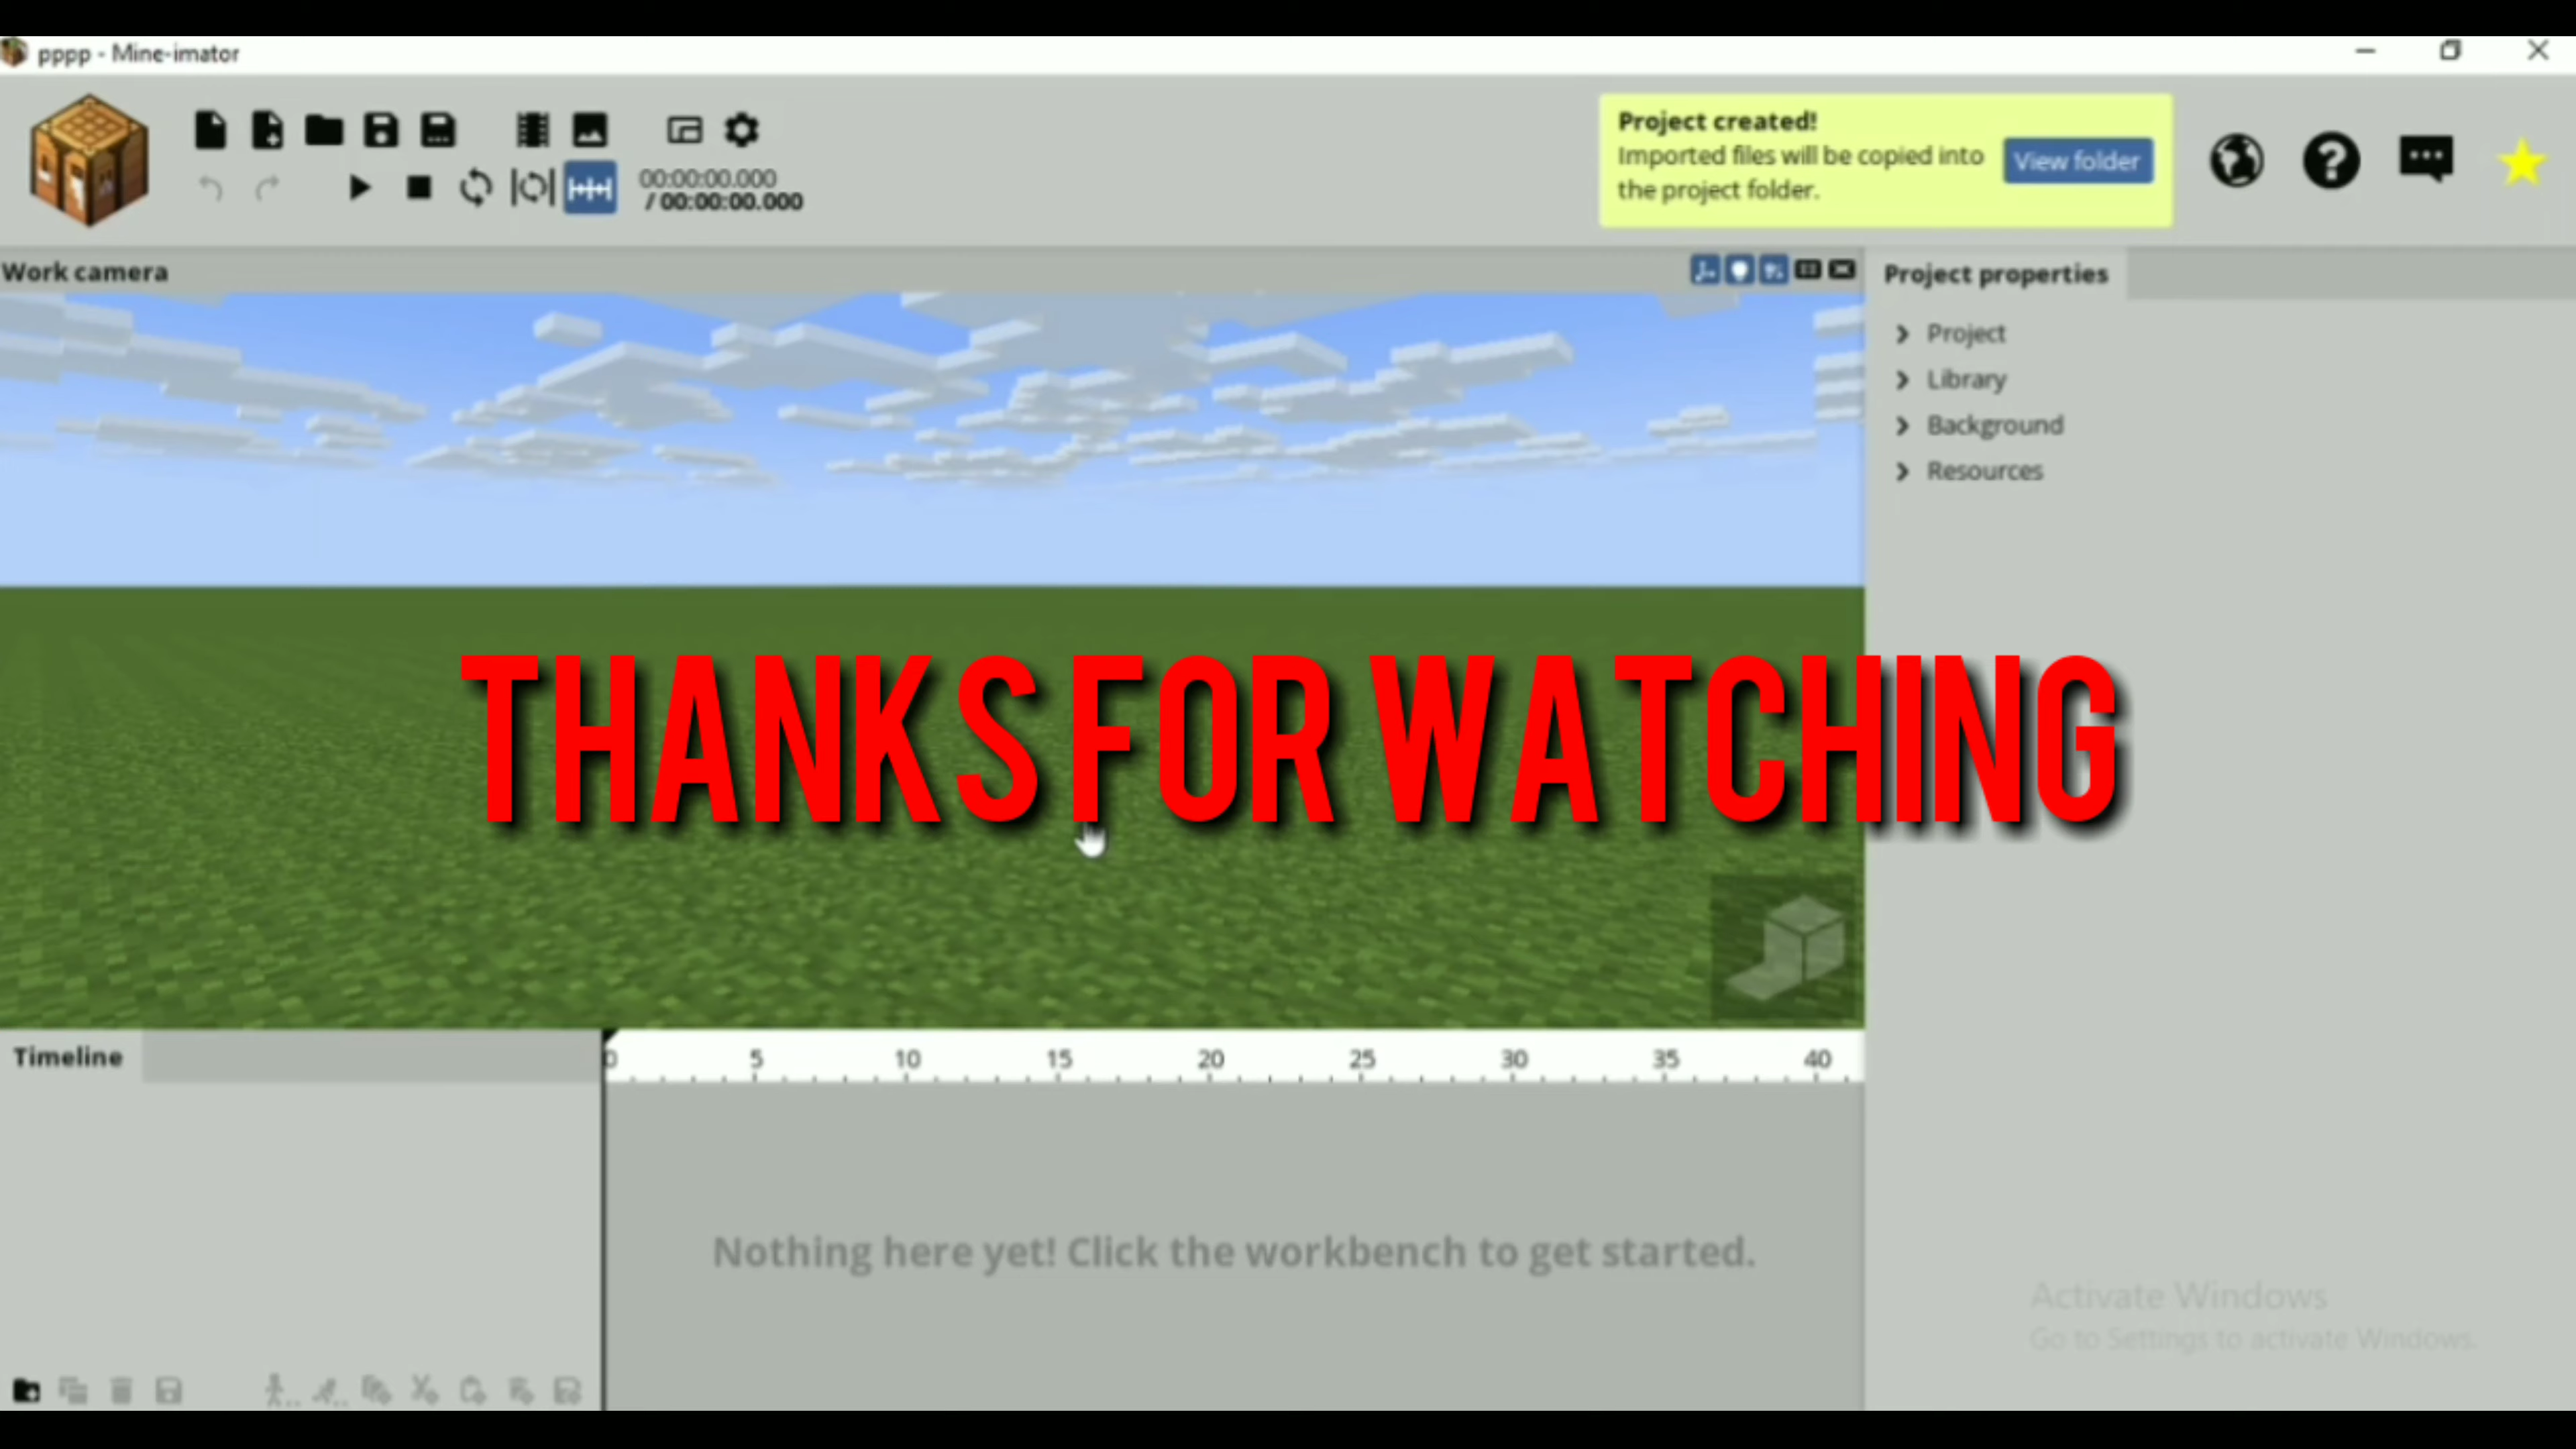 pppp - Mine-imator
Project created!
Imported files will be copied into
the project folder.
View folder
00:00:00.000
/ 00:00:00.000
Work camera
Project properties
Project
Library
Background
Resources
THANKS FOR WATCHING
Timeline
0 5 10 15 20 25 30 35 40
Nothing here yet! Click the workbench to get started.
Activate Windows
Go to Settings to activate Windows.